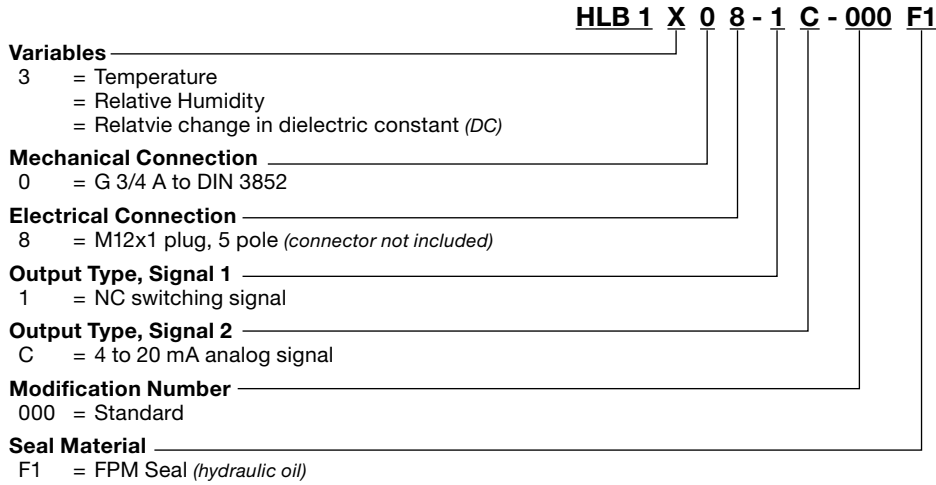 HLB 1 X 0 8 - 1 C - 000 F1
Variables
3 = Temperature
= Relative Humidity
= Relatvie change in dielectric constant (DC)
Mechanical Connection
0 = G 3/4 A to DIN 3852
Electrical Connection
8 = M12x1 plug, 5 pole (connector not included)
Output Type, Signal 1
1 = NC switching signal
Output Type, Signal 2
C = 4 to 20 mA analog signal
Modification Number
000 = Standard
Seal Material
F1 = FPM Seal (hydraulic oil)